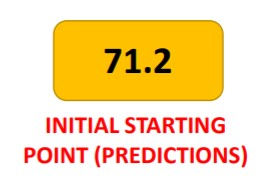 71.2
INITIAL STARTING
POINT (PREDICTIONS)